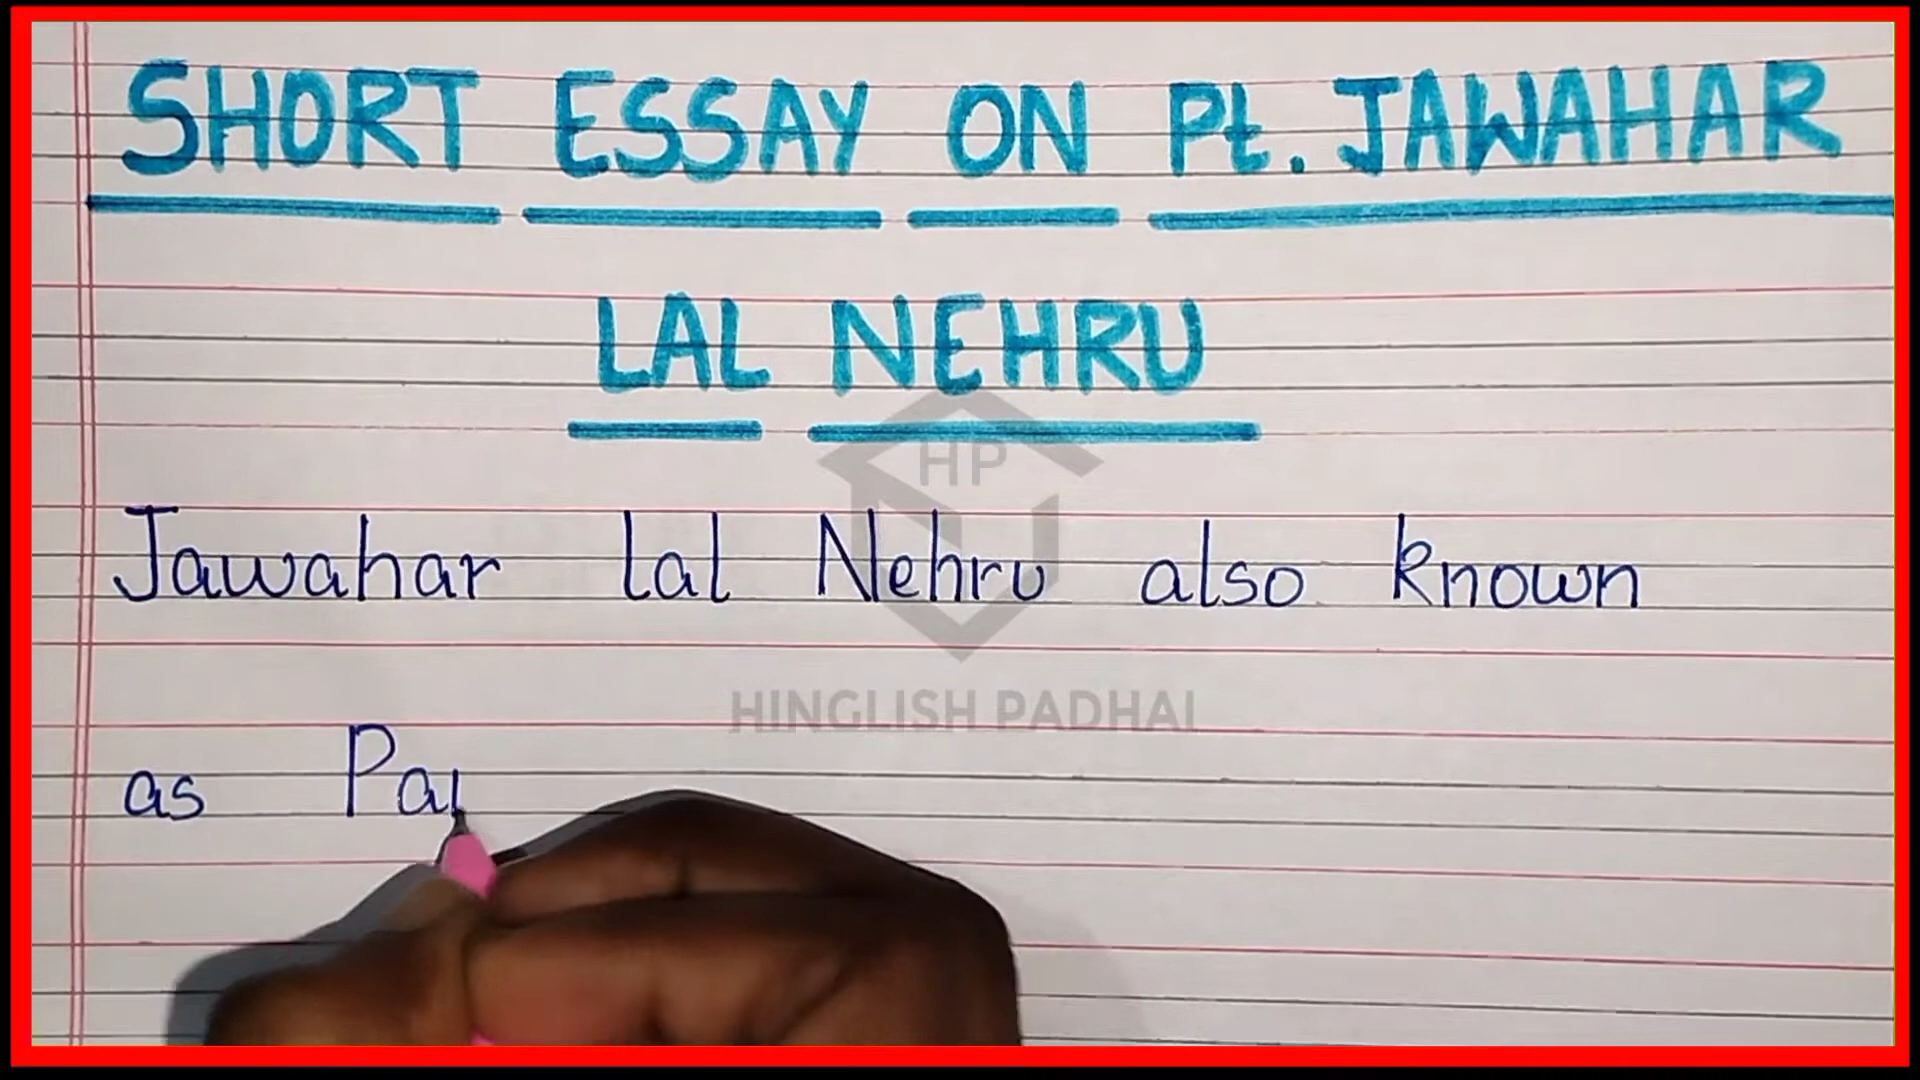 SHORT ESSAY ON Pt. JAWAHAR
LAL NEHRU
HP
Jawahar lal Nehru also known
HINGLISH PADHAI
as